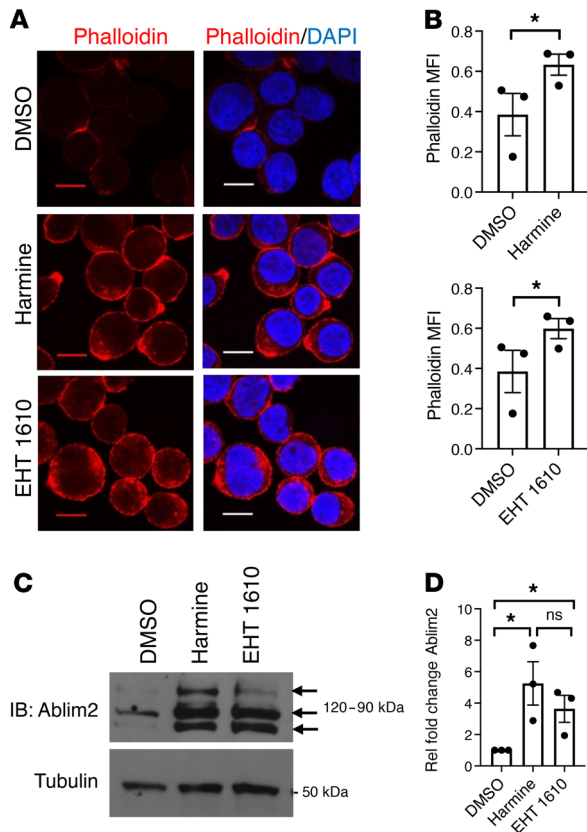 A
Phalloidin
Phalloidin/DAPI
DMSO
Harmine
EHT 1610
B
*
Phalloidin MFI
0.8
0.6
0.4
0.2
0.0
DMSO
Harmine
*
Phalloidin MFI
0.8
0.6
0.4
0.2
0.0
DMSO
EHT 1610
C
DMSO
Harmine
EHT 1610
IB: Ablim2
120–90 kDa
Tubulin
- 50 kDa
D
*
*
ns
Rel fold change Ablim2
10
8
6
4
2
0
DMSO
Harmine
EHT 1610